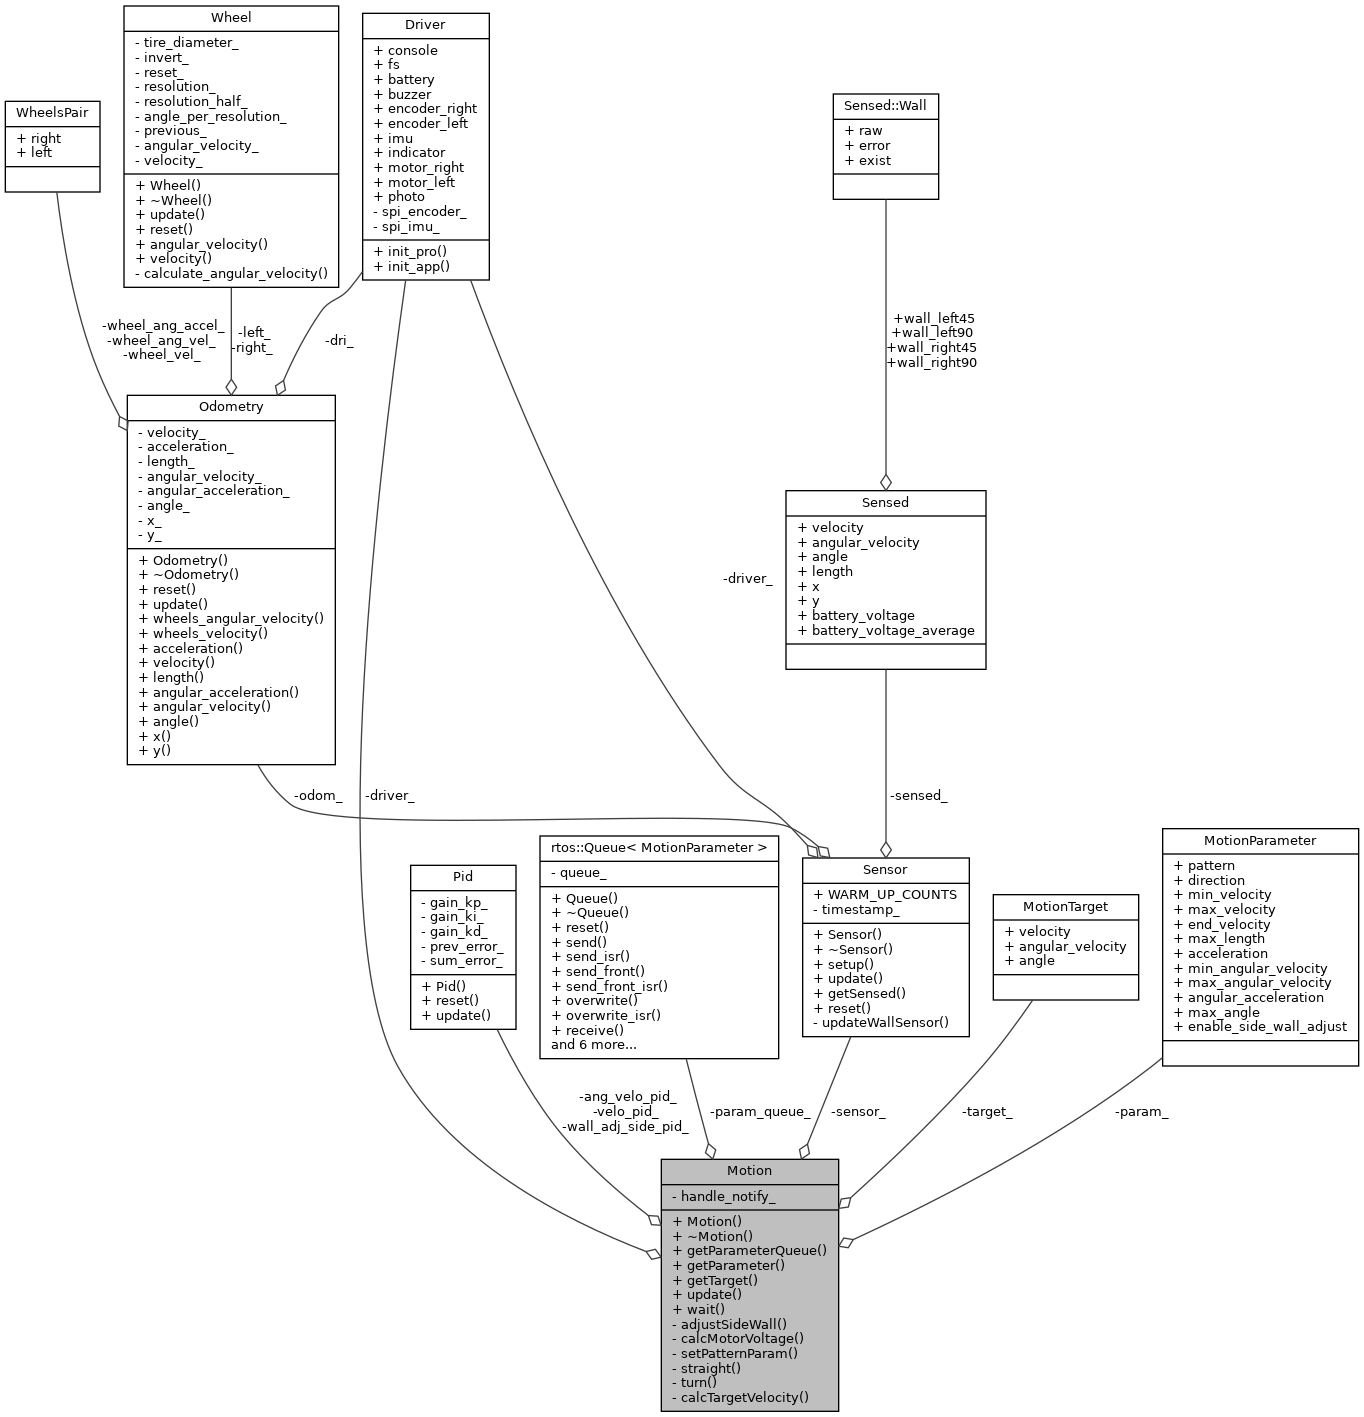 Wheel
- tire_diameter_
- invert_
- reset_
- resolution_
- resolution_half_
- angle_per_resolution_
- previous_
- angular_velocity_
- velocity_
+ Wheel()
+ ~Wheel()
+ update()
+ reset()
+ angular_velocity()
+ velocity()
- calculate_angular_velocity()
Driver
+ console
+ fs
+ battery
+ buzzer
+ encoder_right
+ encoder_left
+ imu
+ indicator
+ motor_right
+ motor_left
+ photo
- spi_encoder_
- spi_imu_
+ init_pro()
+ init_app()
WheelsPair
+ right
+ left
Sensed::Wall
+ raw
+ error
+ exist
-wheel_ang_accel_
-wheel_ang_vel_
-wheel_vel_
-left_
-right_
-dri_
+wall_left45
+wall_left90
+wall_right45
+wall_right90
Odometry
- velocity_
- acceleration_
- length_
- angular_velocity_
- angular_acceleration_
- angle_
- x_
- y_
+ Odometry()
+ ~Odometry()
+ reset()
+ update()
+ wheels_angular_velocity()
+ wheels_velocity()
+ acceleration()
+ velocity()
+ length()
+ angular_acceleration()
+ angular_velocity()
+ angle()
+ x()
+ y()
Sensed
+ velocity
+ angular_velocity
+ angle
+ length
+ x
+ y
+ battery_voltage
+ battery_voltage_average
-driver_
-odom_
-driver_
-sensed_
Pid
- gain_kp_
- gain_ki_
- gain_kd_
- prev_error_
- sum_error_
+ Pid()
+ reset()
+ update()
rtos::Queue< MotionParameter >
- queue_
+ Queue()
+ ~Queue()
+ reset()
+ send()
+ send_isr()
+ send_front()
+ send_front_isr()
+ overwrite()
+ overwrite_isr()
+ receive()
and 6 more...
Sensor
+ WARM_UP_COUNTS
- timestamp_
+ Sensor()
+ ~Sensor()
+ setup()
+ update()
+ getSensed()
+ reset()
- updateWallSensor()
MotionTarget
+ velocity
+ angular_velocity
+ angle
MotionParameter
+ pattern
+ direction
+ min_velocity
+ max_velocity
+ end_velocity
+ max_length
+ acceleration
+ min_angular_velocity
+ max_angular_velocity
+ angular_acceleration
+ max_angle
+ enable_side_wall_adjust
-ang_velo_pid_
-velo_pid_
-wall_adj_side_pid_
-param_queue_
-sensor_
-target_
-param_
Motion
- handle_notify_
+ Motion()
+ ~Motion()
+ getParameterQueue()
+ getParameter()
+ getTarget()
+ update()
+ wait()
- adjustSideWall()
- calcMotorVoltage()
- setPatternParam()
- straight()
- turn()
- calcTargetVelocity()